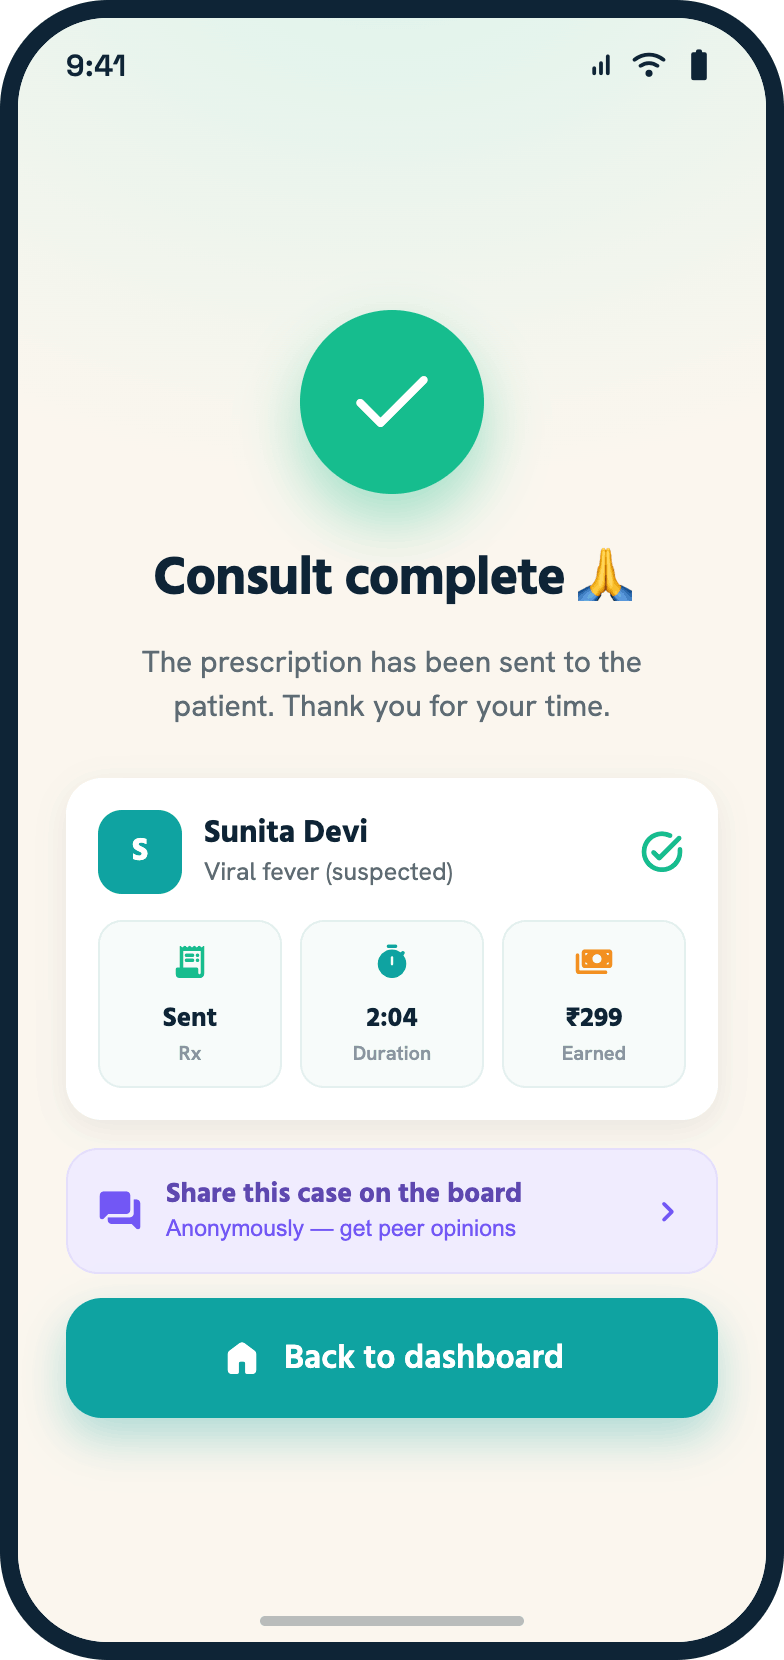 9:41
Consult complete 🙏
The prescription has been sent to the
patient. Thank you for your time.
S
Sunita Devi
Viral fever (suspected)
Sent
Rx
2:04
Duration
₹299
Earned
Share this case on the board
Anonymously — get peer opinions
Back to dashboard